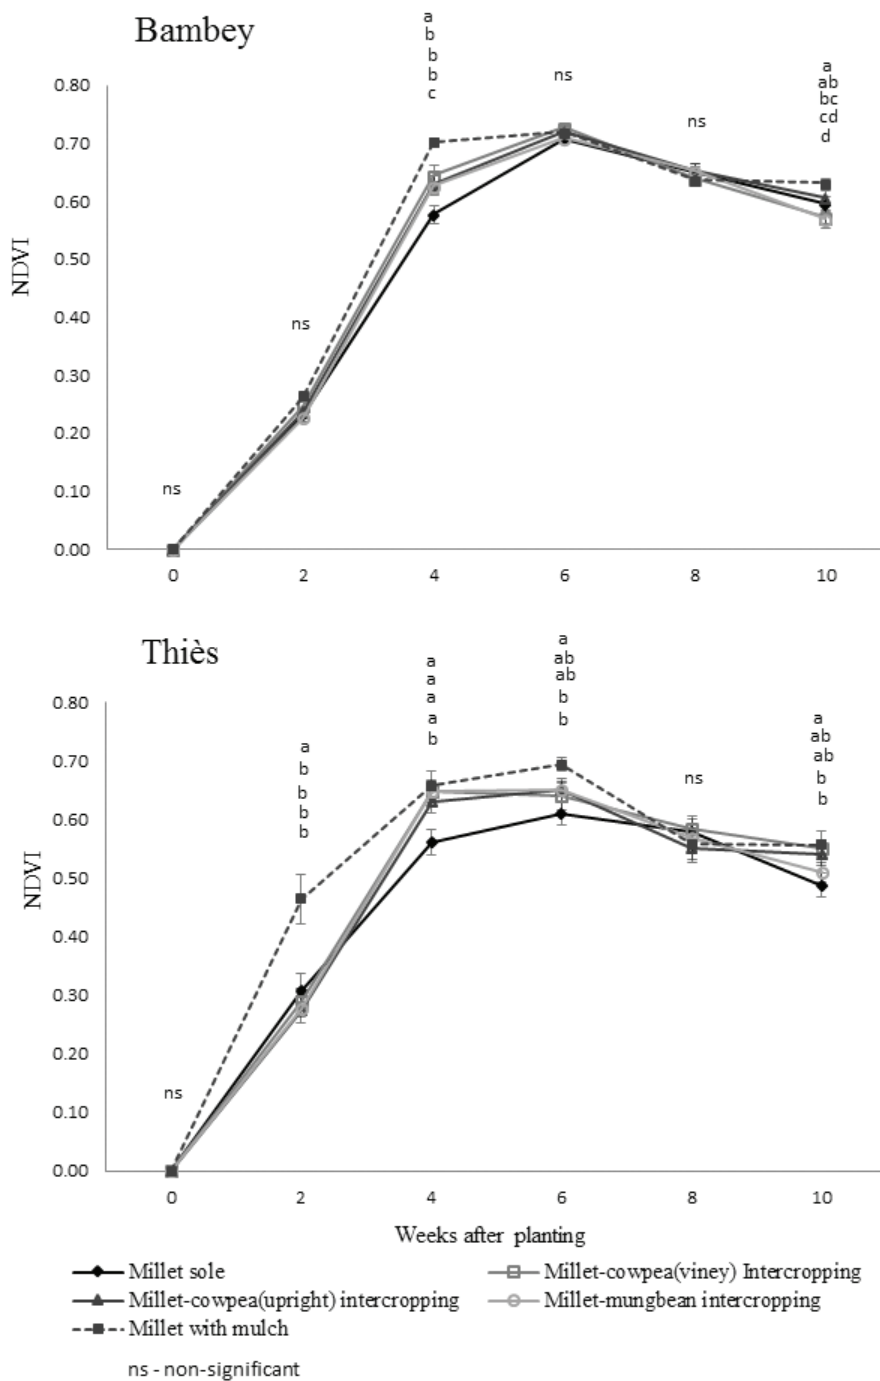 Bambey
a
b
b
b
c
ns
a
ab
bc
cd
d
ns
ns
ns
NDVI
0.80
0.70
0.60
0.50
0.40
0.30
0.20
0.10
0.00
0 2 4 6 8 10
Thiès
a
a
a
a
b
a
ab
ab
b
b
a
b
b
b
b
ns
a
ab
ab
b
b
ns
NDVI
0.80
0.70
0.60
0.50
0.40
0.30
0.20
0.10
0.00
0 2 4 6 8 10
Weeks after planting
Millet sole
Millet-cowpea(viney) Intercropping
Millet-cowpea(upright) intercropping
Millet-mungbean intercropping
Millet with mulch
ns - non-significant